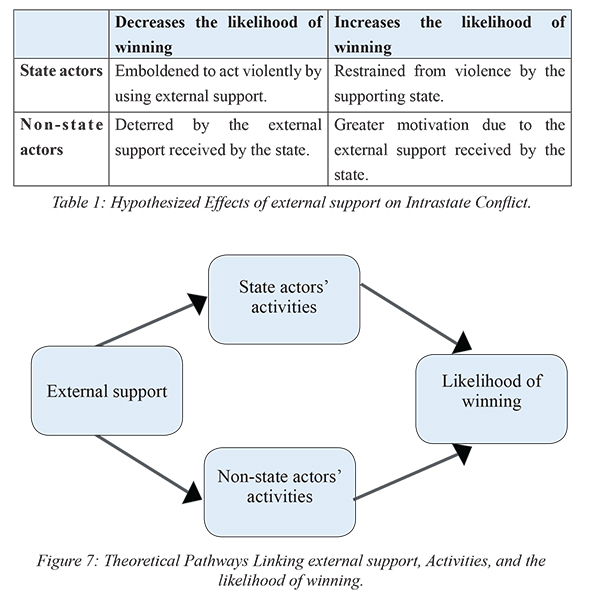 Decreases the likelihood of
winning
Increases the likelihood of
winning
State actors
Emboldened to act violently by
using external support.
Restrained from violence by the
supporting state.
Non-state
actors
Deterred by the external
support received by the state.
Greater motivation due to the
external support received by the
state.
Table 1: Hypothesized Effects of external support on Intrastate Conflict.
State actors’
activities
External support
Likelihood of
winning
Non-state actors’
activities
Figure 7: Theoretical Pathways Linking external support, Activities, and the
likelihood of winning.